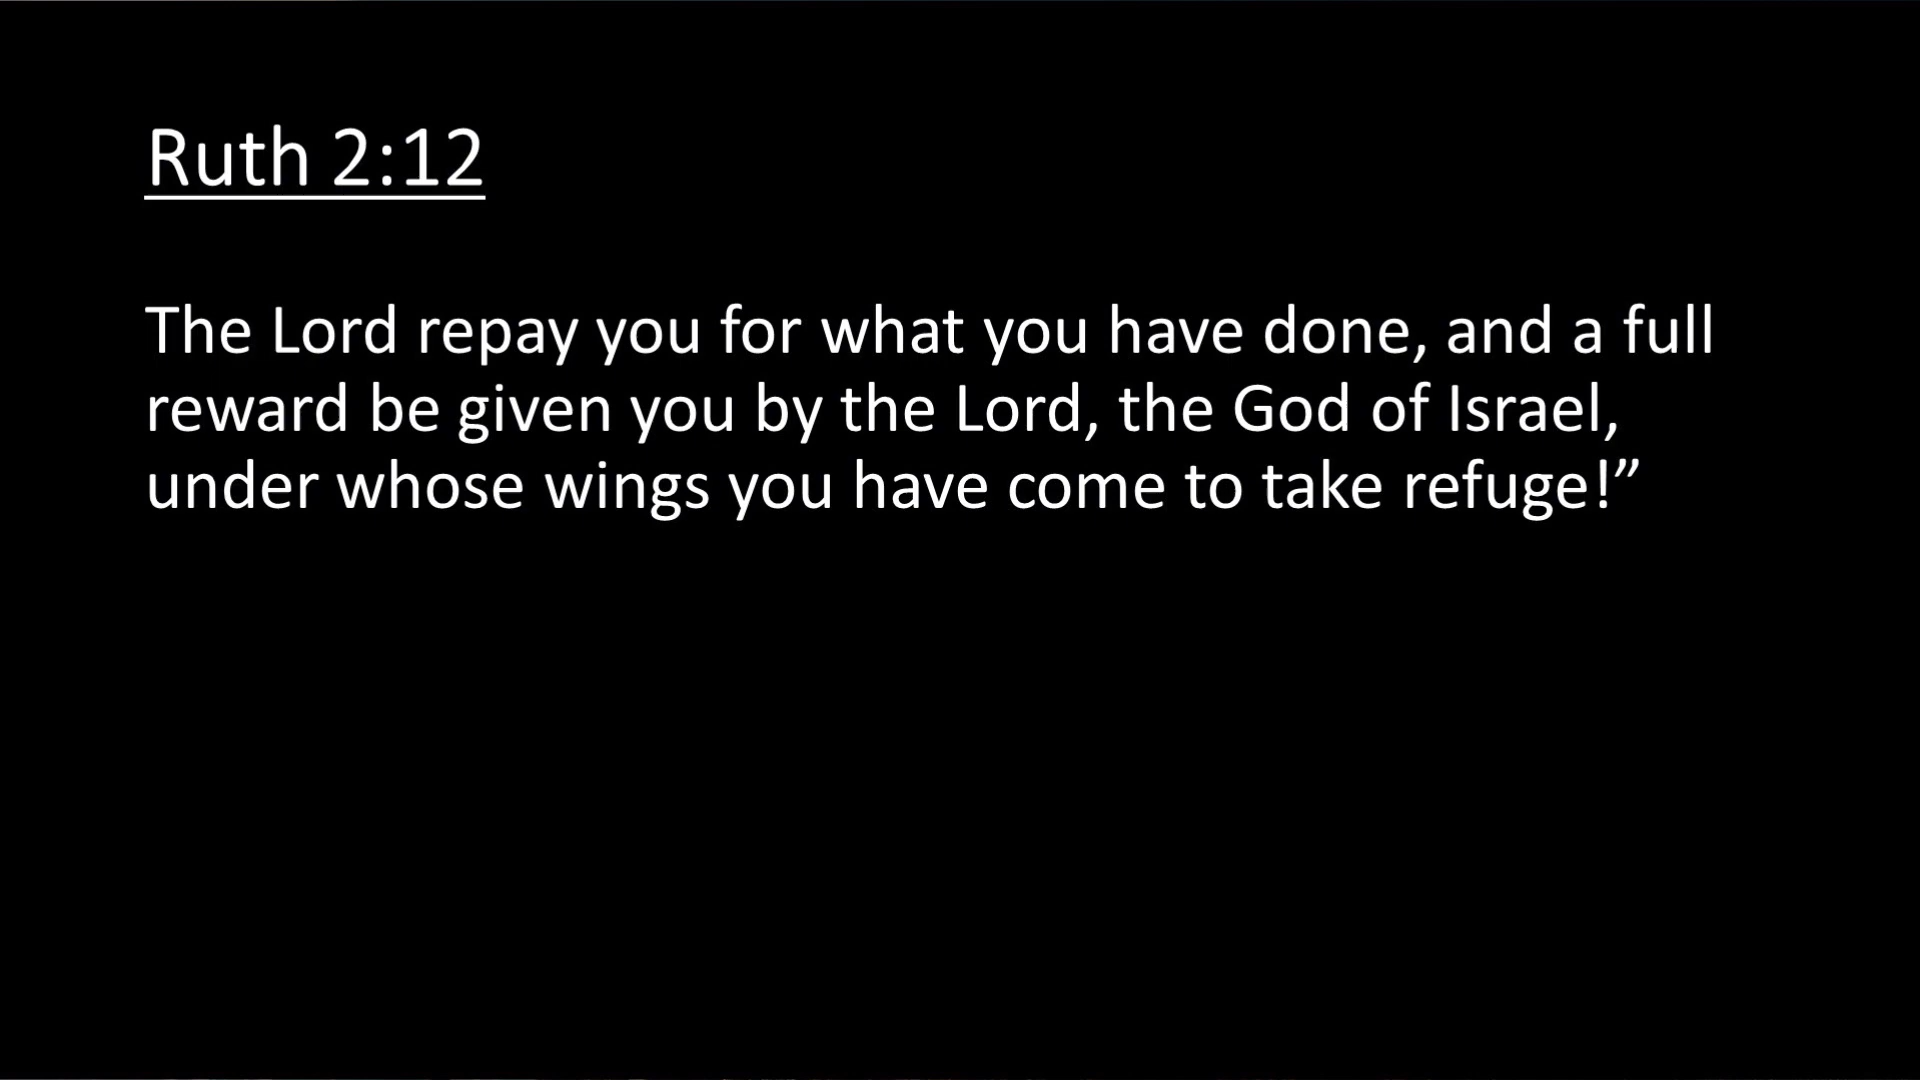 Ruth 2:12
The Lord repay you for what you have done, and a full
reward be given you by the Lord, the God of Israel,
under whose wings you have come to take refuge!”